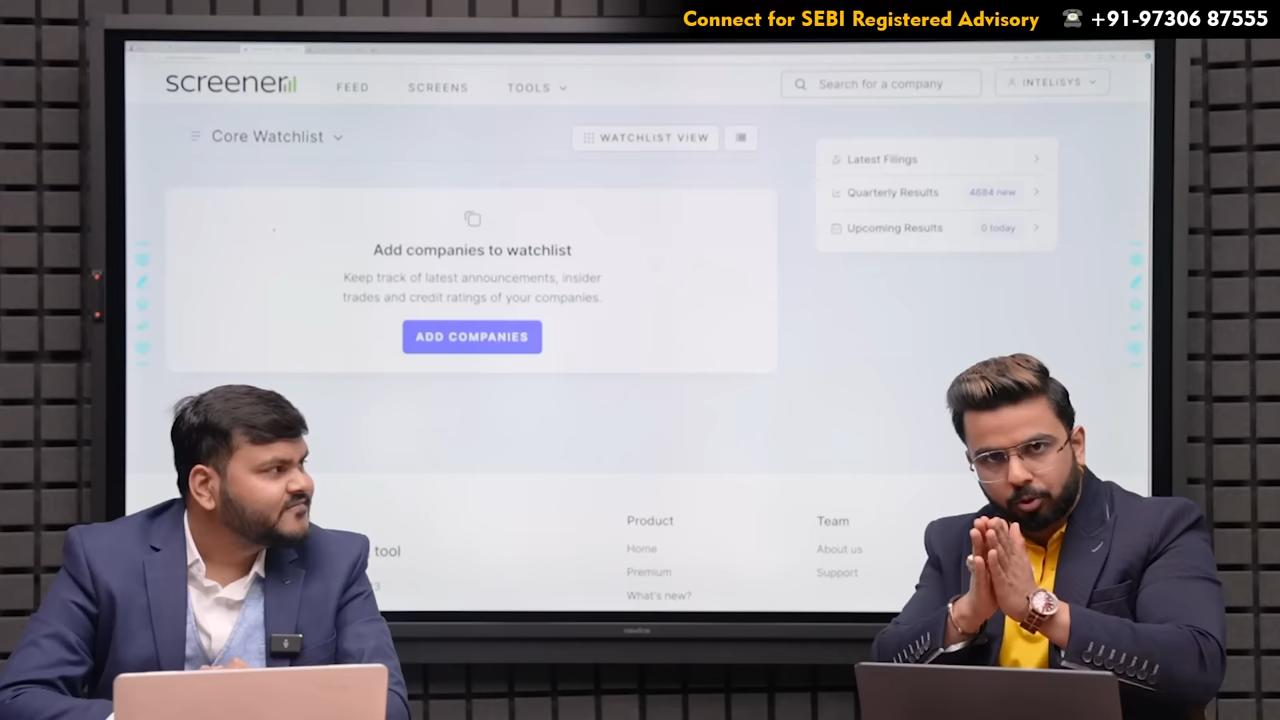 Connect for SEBI Registered Advisory ☎ +91-97306 87555
screener
FEED
SCREENS
TOOLS
Search for a company
INTELISYS
Core Watchlist
WATCHLIST VIEW
Latest Filings
Quarterly Results 4684 new
Upcoming Results 0 today
Add companies to watchlist
Keep track of latest announcements, insider
trades and credit ratings of your companies.
ADD COMPANIES
tool
3
Product
Home
Premium
What's new?
Team
About us
Support
newline